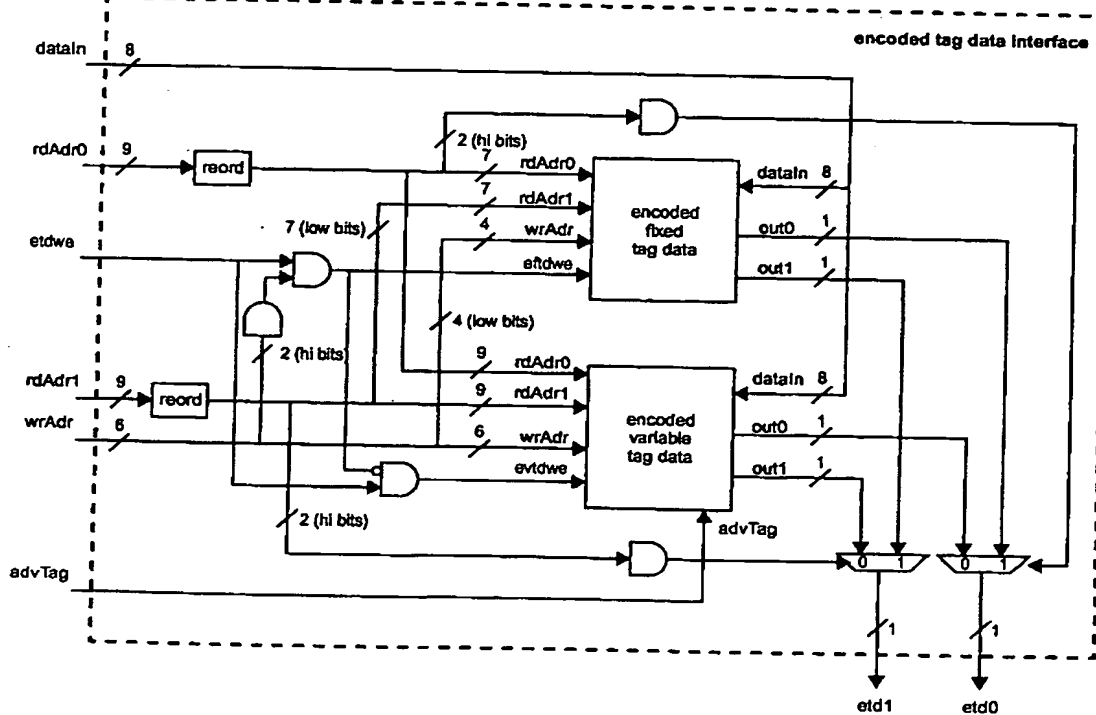 encoded tag data interface
dataIn
8
2 (hi bits)
rdAdr0
9
reord
7
rdAdr0
7
rdAdr1
7 (low bits)
4
wrAdr
eftdwe
encoded
fixed
tag data
dataIn
8
out0
1
out1
1
etdwe
4 (low bits)
2 (hi bits)
rdAdr1
9
reord
wrAdr
6
9
rdAdr0
9
rdAdr1
6
wrAdr
evtdwe
encoded
variable
tag data
dataIn
8
out0
1
out1
1
2 (hi bits)
advTag
advTag
0 1
0 1
1
1
etd1
etd0